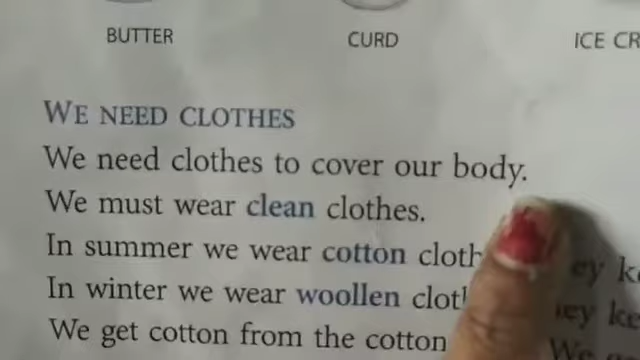 BUTTER CURD ICE
WE NEED CLOTHES
We need clothes to cover our body.
We must wear clean clothes.
In summer we wear cotton
In winter we wear woollen
We get cotton from the cotton